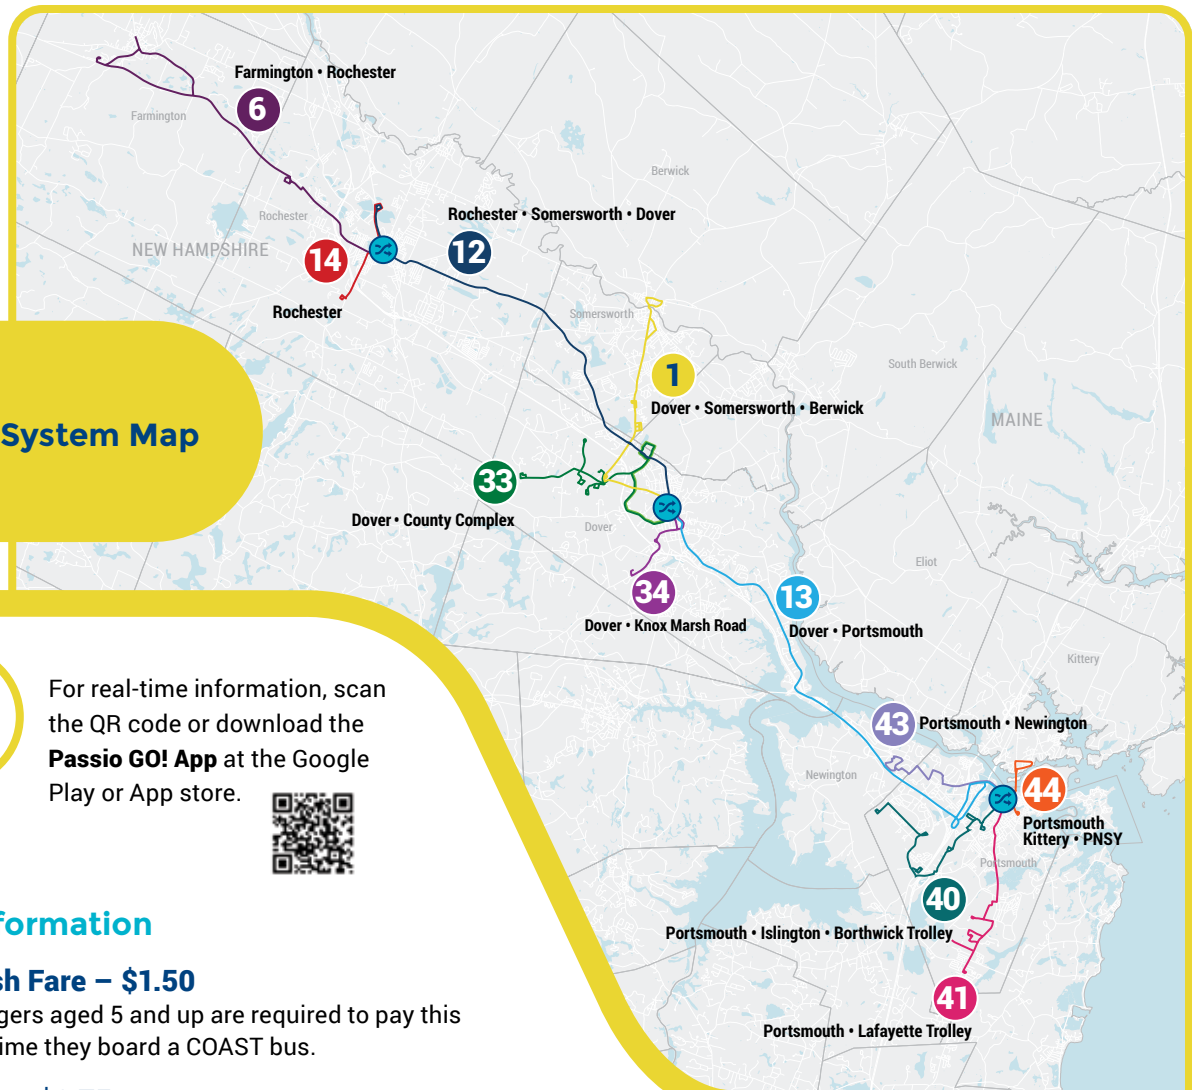 Farmington • Rochester
6
Farmington
Berwick
Rochester
Rochester • Somersworth • Dover
NEW HAMPSHIRE
14
12
Rochester
Somersworth
1
South Berwick
Dover • Somersworth • Berwick
MAINE
System Map
33
Dover • County Complex
Dover
Eliot
34
13
Dover • Knox Marsh Road
Dover • Portsmouth
Kittery
For real-time information, scan
the QR code or download the
Passio GO! App at the Google
Play or App store.
43
Portsmouth • Newington
Newington
44
Portsmouth
Kittery • PNSY
Portsmouth
40
Portsmouth • Islington • Borthwick Trolley
41
Portsmouth • Lafayette Trolley
formation
sh Fare – $1.50
gers aged 5 and up are required to pay this
ime they board a COAST bus.